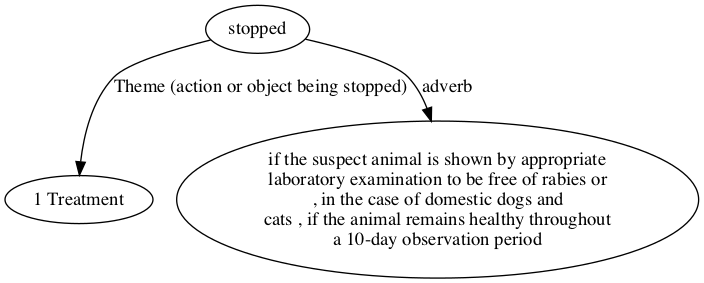 stopped
Theme (action or object being stopped)
adverb
1 Treatment
if the suspect animal is shown by appropriate
laboratory examination to be free of rabies or
, in the case of domestic dogs and
cats , if the animal remains healthy throughout
a 10-day observation period